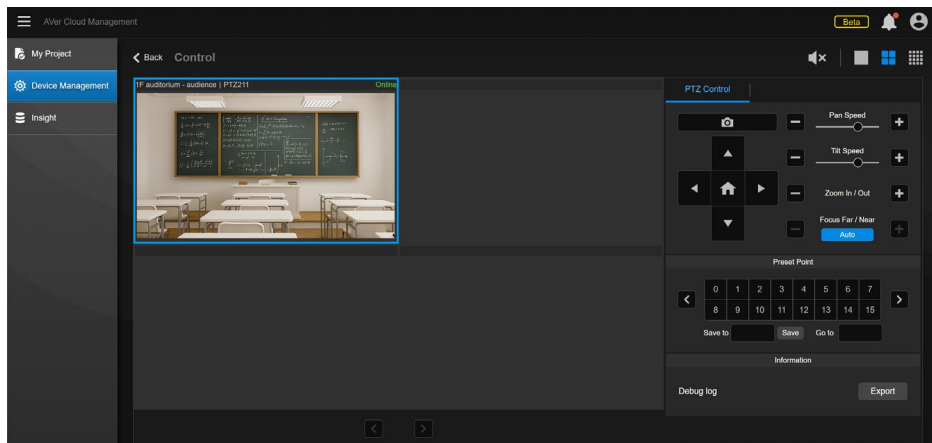 AVer Cloud Management
Beta
My Project
Back Control
Device Management
Insight
1F auditorium - audience | PTZ211 Online
PTZ Control
Pan Speed
Tilt Speed
Zoom In / Out
Focus Far / Near
Auto
Preset Point
0 1 2 3 4 5 6 7
8 9 10 11 12 13 14 15
Save to Save Go to
Information
Debug log Export